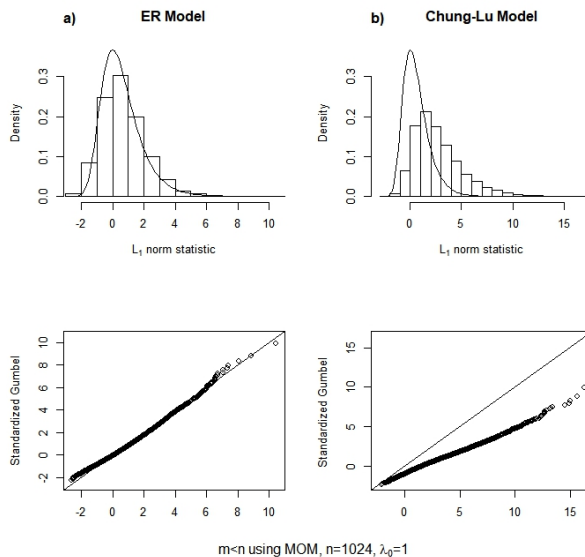 a) ER Model
b) Chung-Lu Model
Density
0.0 0.1 0.2 0.3
-2 0 2 4 6 8 10
L₁ norm statistic
Density
0.0 0.1 0.2 0.3
0 5 10 15
L₁ norm statistic
Standardized Gumbel
-2 0 2 4 6 8 10
-2 0 2 4 6 8 10
Standardized Gumbel
0 5 10 15
0 5 10 15
m<n using MOM, n=1024, λ₀=1